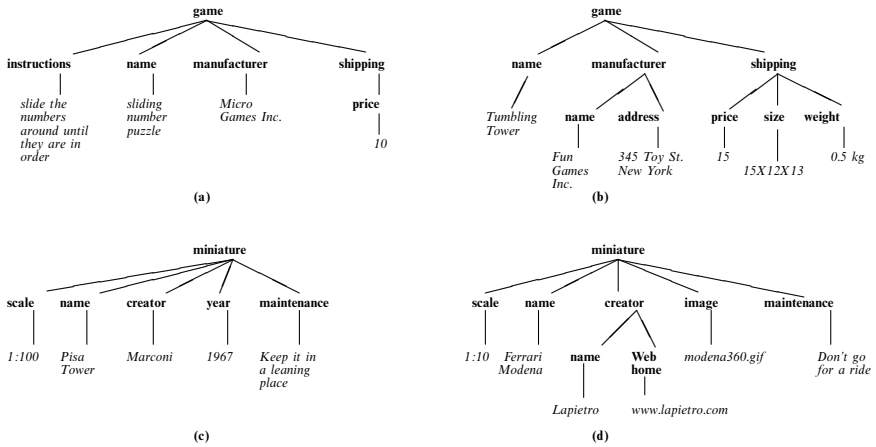 game
instructions name manufacturer shipping
slide the
numbers
around until
they are in
order
sliding
number
puzzle
Micro
Games Inc.
price
10
(a)
game
name manufacturer shipping
Tumbling
Tower
name address price size weight
Fun
Games
Inc.
345 Toy St.
New York
15
15X12X13
0.5 kg
(b)
miniature
scale name creator year maintenance
1:100
Pisa
Tower
Marconi
1967
Keep it in
a leaning
place
(c)
miniature
scale name creator image maintenance
1:10
Ferrari
Modena
name
Web
home
modena360.gif
Don't go
for a ride
Lapietro
www.lapietro.com
(d)